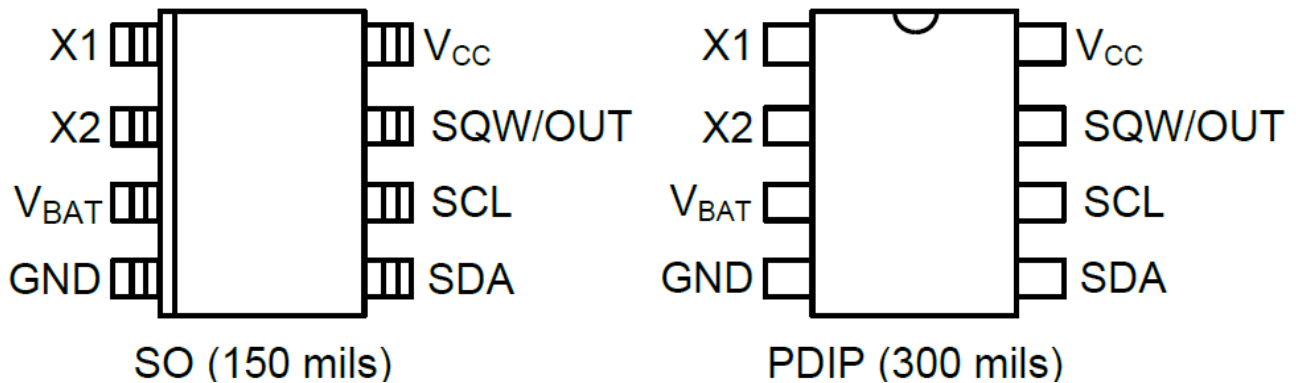 X1 VCC X1 VCC
X2 SQW/OUT X2 SQW/OUT
VBAT SCL VBAT SCL
GND SDA GND SDA
SO (150 mils) PDIP (300 mils)